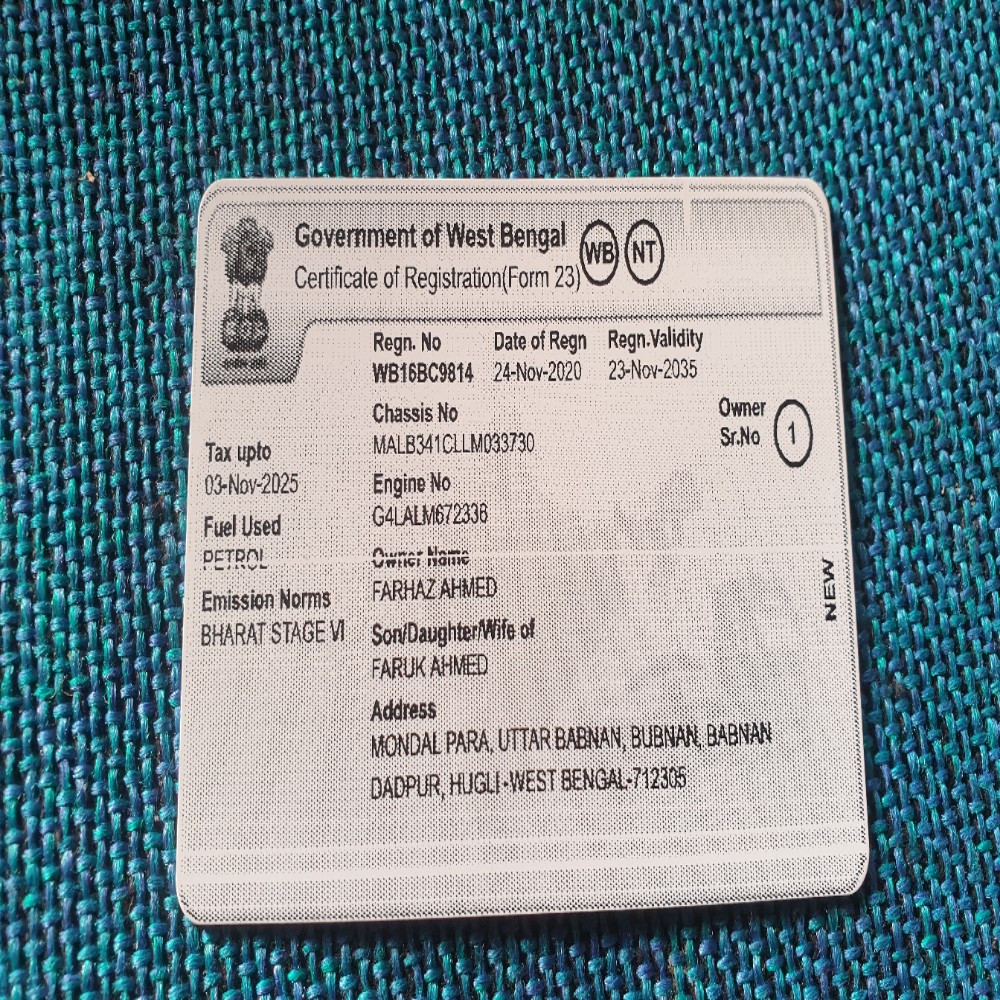 Government of West Bengal
Certificate of Registration(Form 23)
WB NT
Regn. No Date of Regn Regn.Validity
WB16BC9814 24-Nov-2020 23-Nov-2035
Chassis No
MALB341CLLM033730
Owner
Sr.No 1
Tax upto
03-Nov-2025
Engine No
G4LALM672336
Fuel Used
PETROL
Owner Name
FARHAZ AHMED
Emission Norms
BHARAT STAGE VI
Son/Daughter/Wife of
FARUK AHMED
NEW
Address
MONDAL PARA, UTTAR BABNAN, BUBNAN, BABNAN
DADPUR, HUGLI-WEST BENGAL-712305